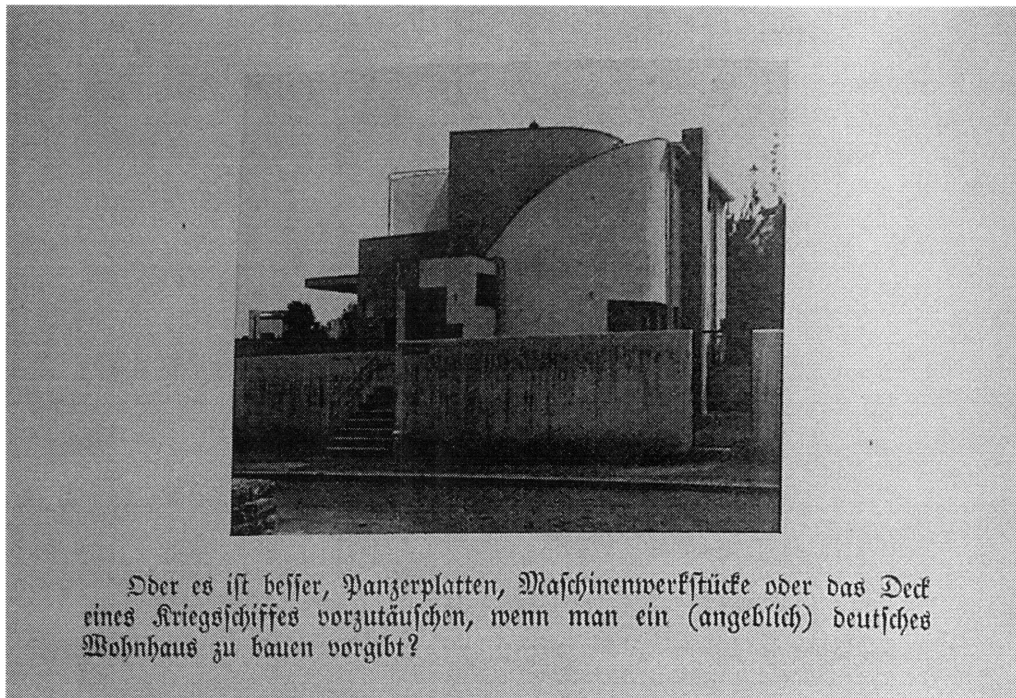 Oder es ist besser, Panzerplatten, Maschinenwerkstücke oder das Deck
eines Kriegsschiffes vorzutäuschen, wenn man ein (angeblich) deutsches
Wohnhaus zu bauen vorgibt?